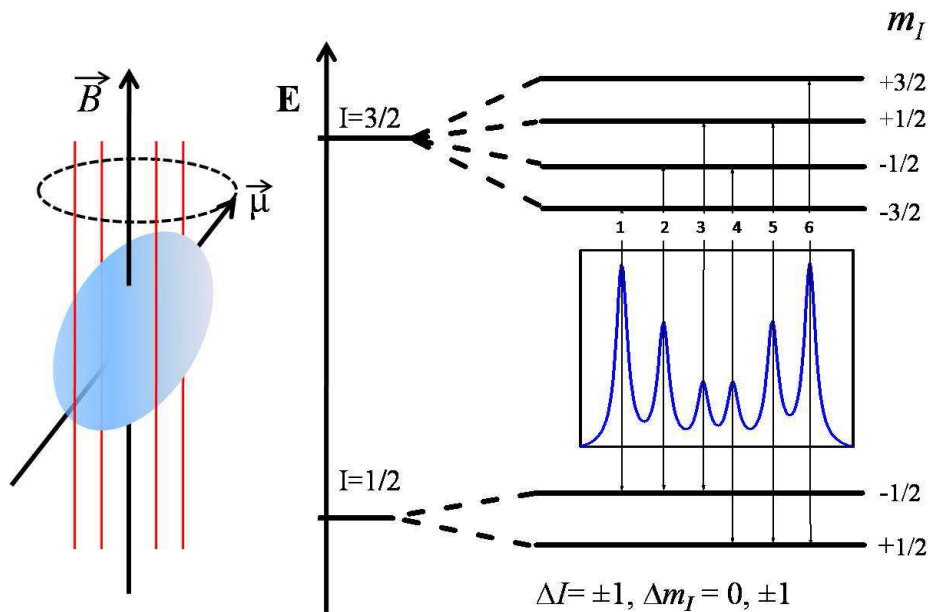 m_I
B⃗
E
I=3/2
+3/2
+1/2
-1/2
-3/2
μ⃗
1 2 3 4 5 6
I=1/2
-1/2
+1/2
ΔI= ±1, Δm_I = 0, ±1